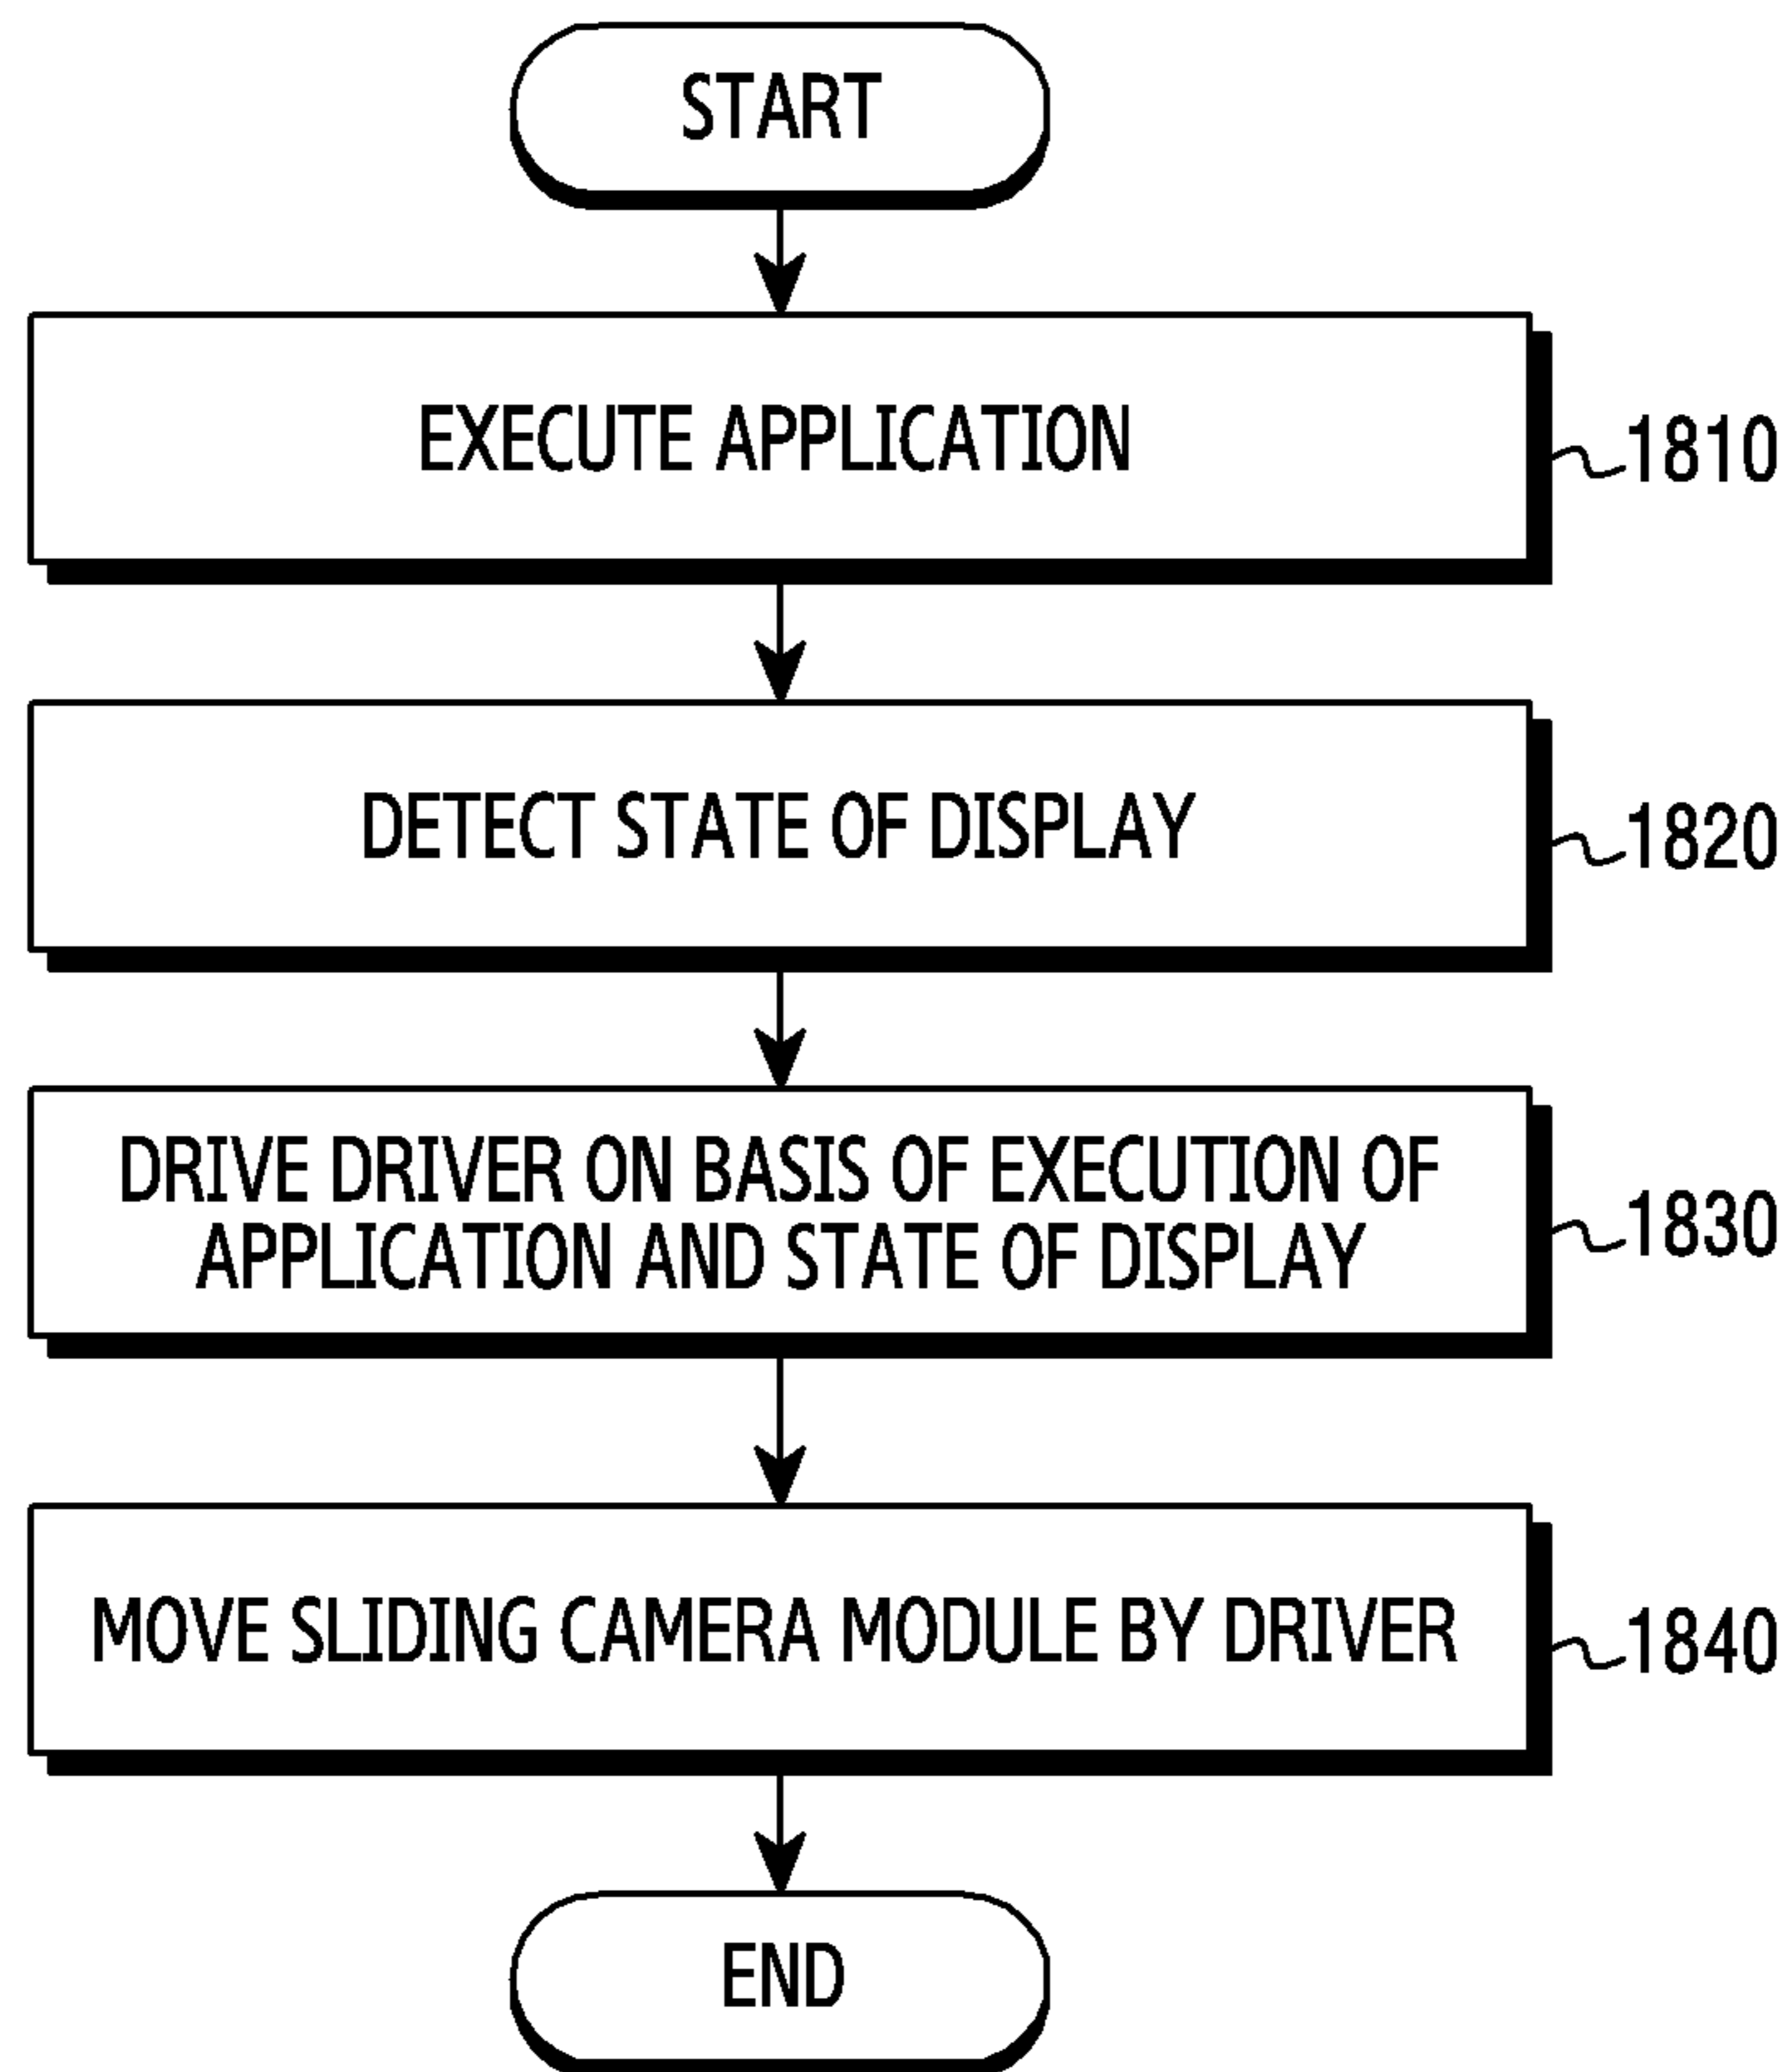 START
EXECUTE APPLICATION
1810
DETECT STATE OF DISPLAY
1820
DRIVE DRIVER ON BASIS OF EXECUTION OF
APPLICATION AND STATE OF DISPLAY
1830
MOVE SLIDING CAMERA MODULE BY DRIVER
1840
END